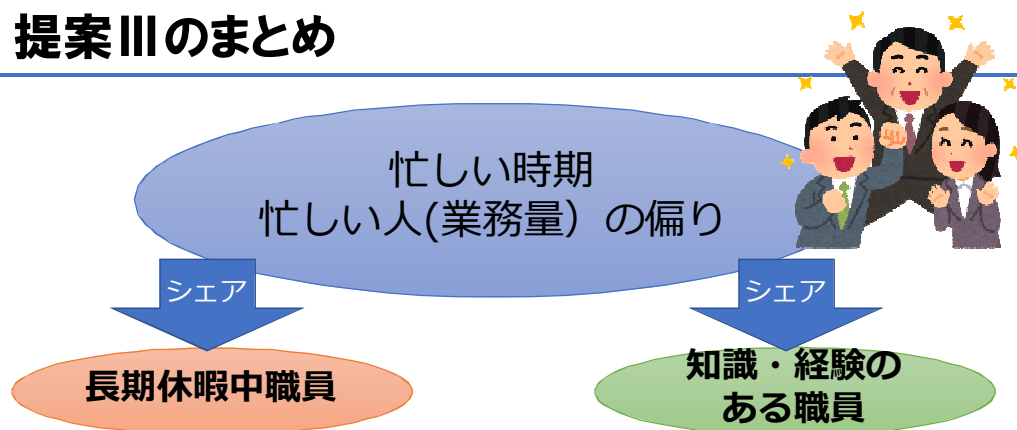 提案Ⅲのまとめ
忙しい時期
忙しい人(業務量）の偏り
シェア
シェア
長期休暇中職員
知識・経験の
ある職員